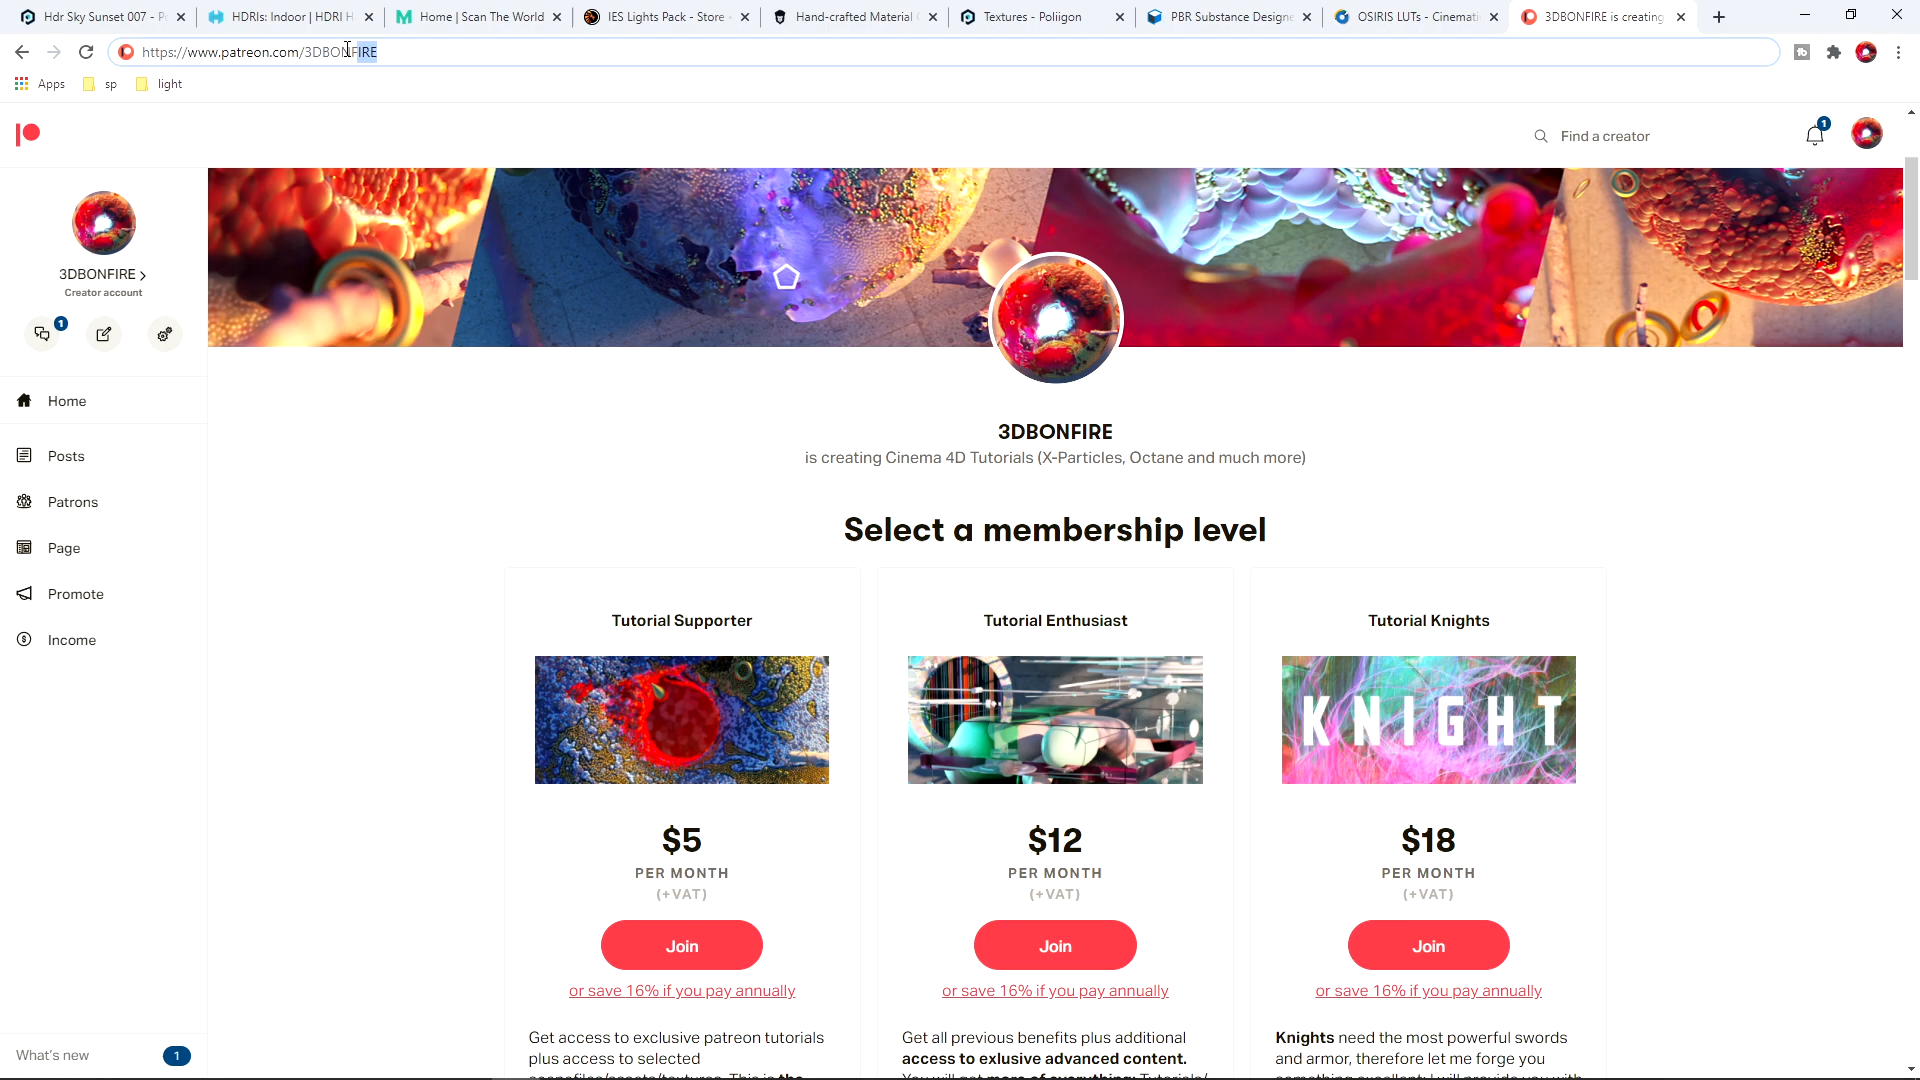 Hdr Sky Sunset 007 - P
HDRIs: Indoor | HDRI H
Home | Scan The World
IES Lights Pack - Store
Hand-crafted Material
Textures - Poliigon
PBR Substance Designe
OSIRIS LUTs - Cinemati
3DBONFIRE is creating
https://www.patreon.com/3DBONFIRE
Apps
sp
light
Find a creator
1
3DBONFIRE
Creator account
1
Home
Posts
Patrons
Page
Promote
Income
What's new
1
3DBONFIRE
is creating Cinema 4D Tutorials (X-Particles, Octane and much more)
Select a membership level
Tutorial Supporter
$5
PER MONTH
(+VAT)
Join
or save 16% if you pay annually
Get access to exclusive patreon tutorials
plus access to selected
Tutorial Enthusiast
$12
PER MONTH
(+VAT)
Join
or save 16% if you pay annually
Get all previous benefits plus additional
access to exlusive advanced content.
You will get more of everything: Tutorials/
Tutorial Knights
KNIGHT
$18
PER MONTH
(+VAT)
Join
or save 16% if you pay annually
Knights need the most powerful swords
and armor, therefore let me forge you